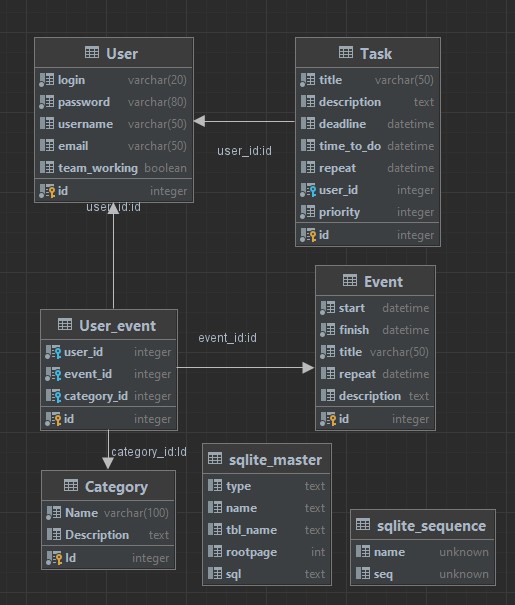 User
login varchar(20)
password varchar(80)
username varchar(50)
email varchar(50)
team_working boolean
id integer
Task
title varchar(50)
description text
deadline datetime
time_to_do datetime
repeat datetime
user_id integer
priority integer
id integer
user_id:id
user_id:id
Event
start datetime
finish datetime
title varchar(50)
repeat datetime
description text
id integer
User_event
user_id integer
event_id integer
category_id integer
id integer
event_id:id
category_id:Id
Category
Name varchar(100)
Description text
Id integer
sqlite_master
type text
name text
tbl_name text
rootpage int
sql text
sqlite_sequence
name unknown
seq unknown